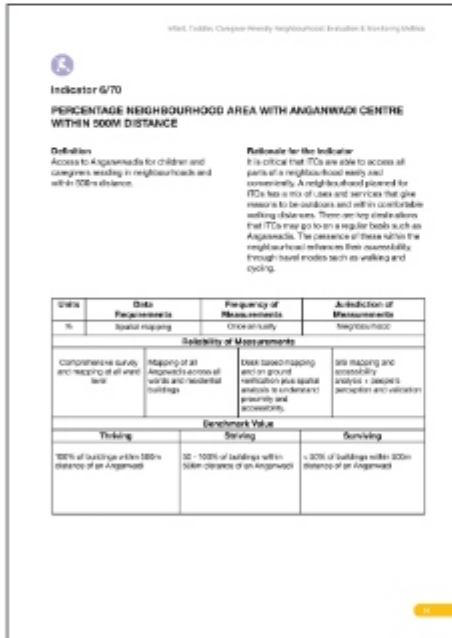 Infant, Toddler, Caregiver-Friendly Neighbourhood: Evaluation & Monitoring Metrics
Indicator 6/70
PERCENTAGE NEIGHBOURHOOD AREA WITH ANGANWADI CENTRE
WITHIN 500M DISTANCE
Definition
Access to Anganwadis for children and
caregivers residing in neighbourhoods and
within 500m distance.
Rationale for the Indicator
It is critical that ITCs are able to access all
parts of a neighbourhood easily and
conveniently. A neighbourhood planned for
ITCs has a mix of uses and services that give
reasons to be outdoors and within comfortable
walking distances. There are key destinations
that ITCs may go to on a regular basis such as
Anganwadis. The presence of these within the
neighbourhood enhances their accessibility
through travel modes such as walking and
cycling.
Units
Data
Requirements
Frequency of
Measurements
Jurisdiction of
Measurements
%
Spatial mapping
Once annually
Neighbourhood
Reliability of Measurements
Comprehensive survey
and mapping at all ward
level
Mapping of all
Anganwadis across all
wards and residential
buildings
Desk based mapping
and on ground
verification plus spatial
analysis to understand
proximity and
accessibility.
Site mapping and
accessibility
analysis + people's
perception and validation
Benchmark Value
Thriving
Striving
Surviving
100% of buildings within 500m
distance of an Anganwadi
50 - 100% of buildings within
500m distance of an Anganwadi
< 50% of buildings within 500m
distance of an Anganwadi